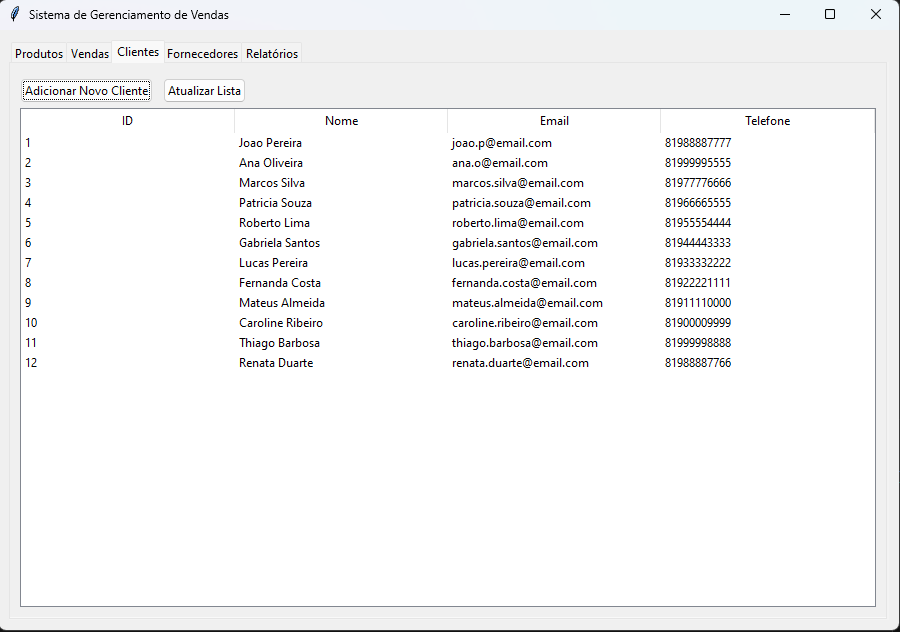 Sistema de Gerenciamento de Vendas
Produtos Vendas Clientes Fornecedores Relatórios
Adicionar Novo Cliente Atualizar Lista
ID Nome Email Telefone
1 Joao Pereira joao.p@email.com 81988887777
2 Ana Oliveira ana.o@email.com 81999995555
3 Marcos Silva marcos.silva@email.com 81977776666
4 Patricia Souza patricia.souza@email.com 81966665555
5 Roberto Lima roberto.lima@email.com 81955554444
6 Gabriela Santos gabriela.santos@email.com 81944443333
7 Lucas Pereira lucas.pereira@email.com 81933332222
8 Fernanda Costa fernanda.costa@email.com 81922221111
9 Mateus Almeida mateus.almeida@email.com 81911110000
10 Caroline Ribeiro caroline.ribeiro@email.com 81900009999
11 Thiago Barbosa thiago.barbosa@email.com 81999998888
12 Renata Duarte renata.duarte@email.com 81988887766